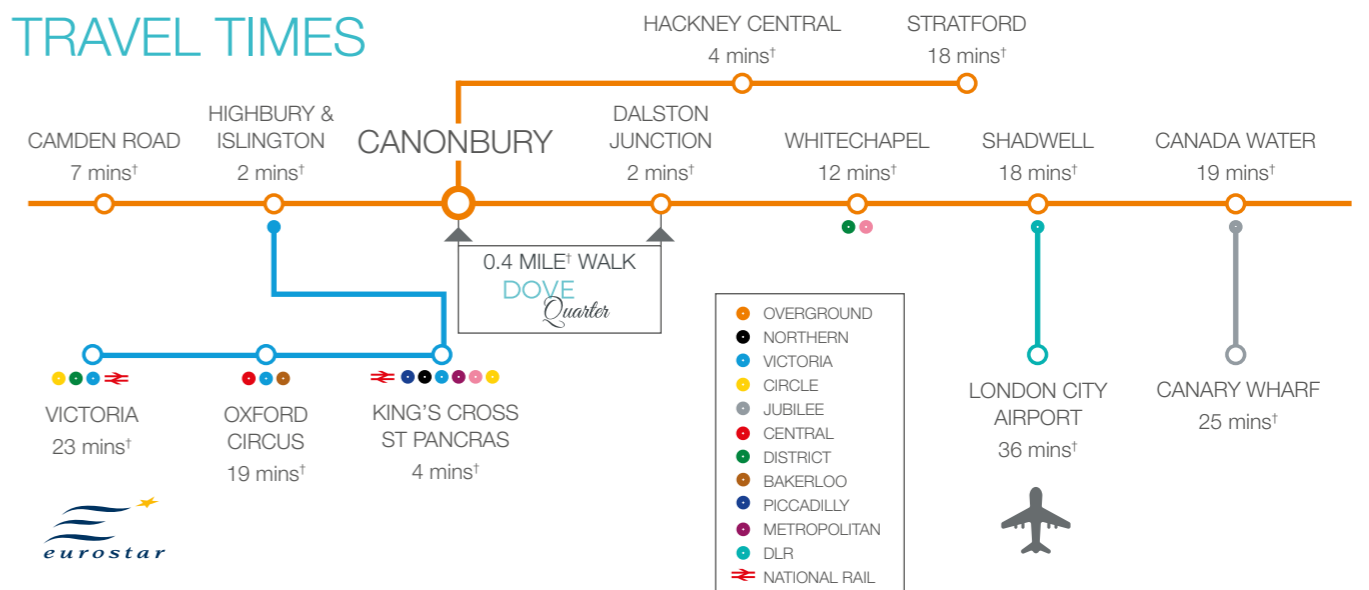 TRAVEL TIMES
HACKNEY CENTRAL
4 mins†
STRATFORD
18 mins†
CAMDEN ROAD
7 mins†
HIGHBURY &
ISLINGTON
2 mins†
CANONBURY
DALSTON
JUNCTION
2 mins†
WHITECHAPEL
12 mins†
SHADWELL
18 mins†
CANADA WATER
19 mins†
0.4 MILE† WALK
DOVE
Quarter
VICTORIA
23 mins†
OXFORD
CIRCUS
19 mins†
KING'S CROSS
ST PANCRAS
4 mins†
OVERGROUND
NORTHERN
VICTORIA
CIRCLE
JUBILEE
CENTRAL
DISTRICT
BAKERLOO
PICCADILLY
METROPOLITAN
DLR
NATIONAL RAIL
LONDON CITY
AIRPORT
36 mins†
CANARY WHARF
25 mins†
eurostar